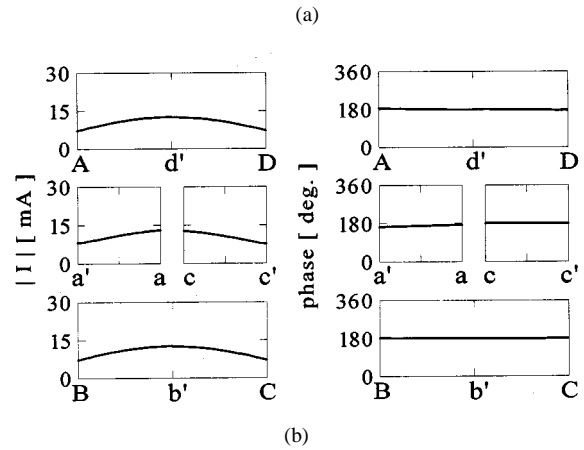 (a)
30
15
0
A d' D
30
15
0
a' a c c'
30
15
0
B b' C
|I| [mA]
360
180
0
A d' D
360
180
0
a' a c c'
360
180
0
B b' C
phase [deg.]
(b)